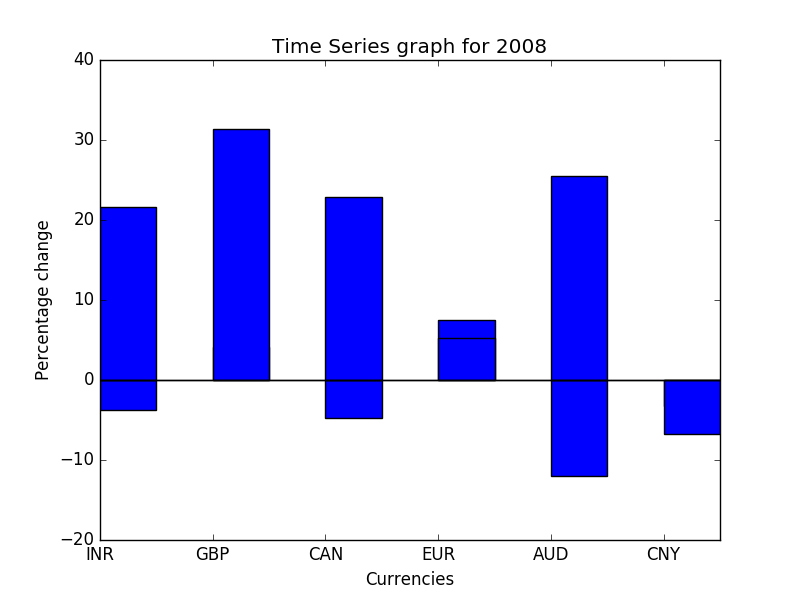 Time Series graph for 2008
40
30
20
10
0
−10
−20
Percentage change
INR GBP CAN EUR AUD CNY
Currencies